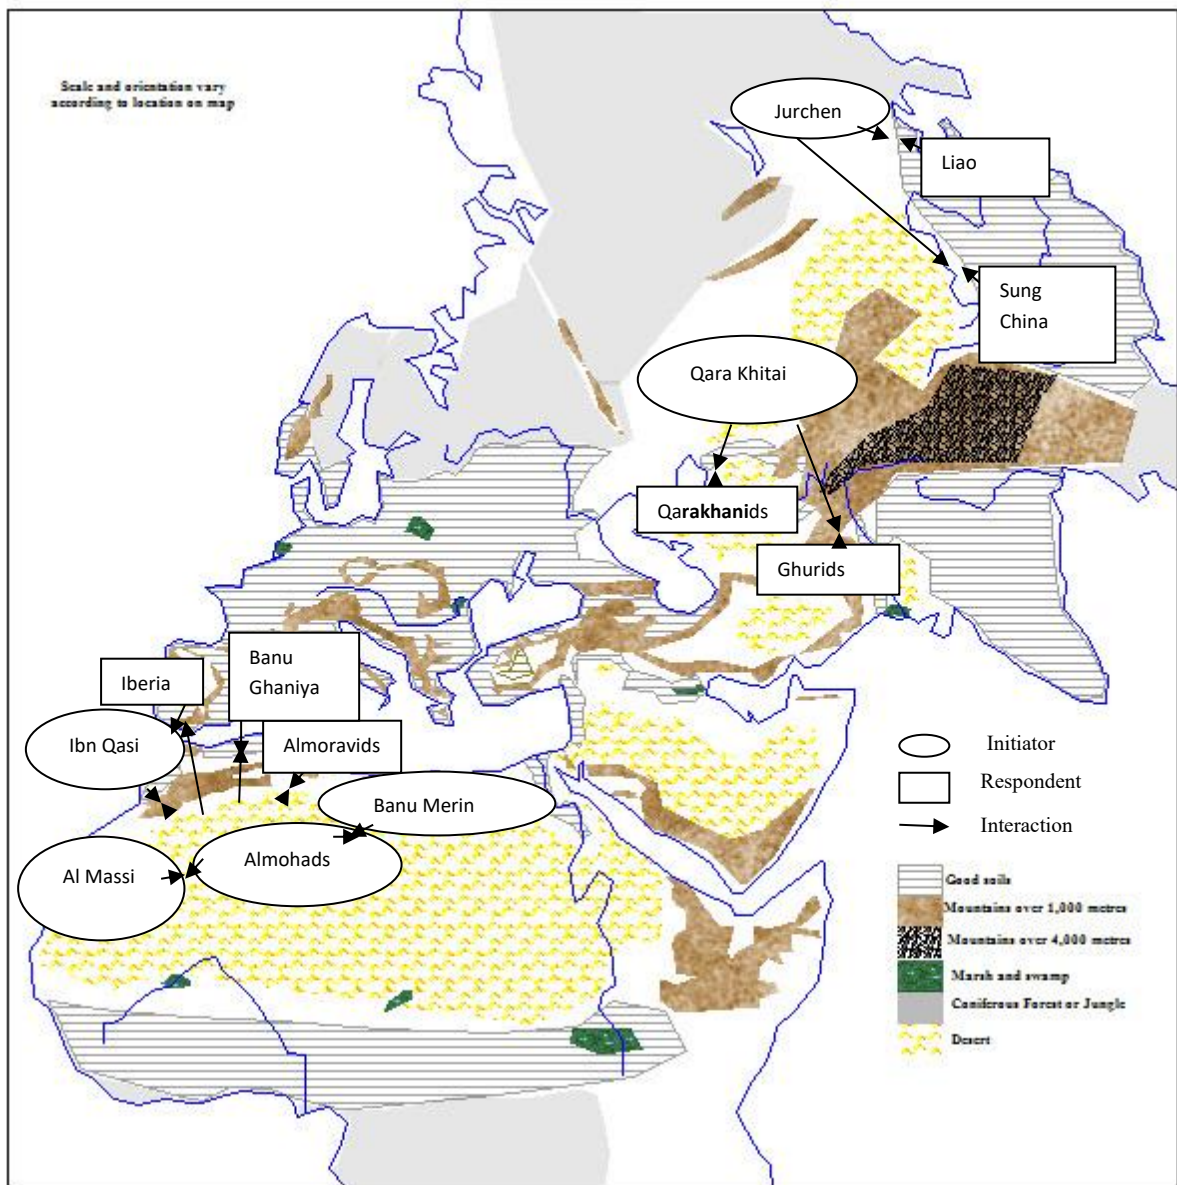 Scale and orientation vary
according to location on map
Jurchen
Liao
Sung
China
Qara Khitai
Qarakhanids
Ghurids
Banu
Ghaniya
Iberia
Ibn Qasi
Almoravids
Banu Merin
Almohads
Al Massi
Initiator
Respondent
Interaction
Good soils
Mountains over 1,000 metres
Mountains over 4,000 metres
Marsh and swamp
Coniferous Forest or Jungle
Desert